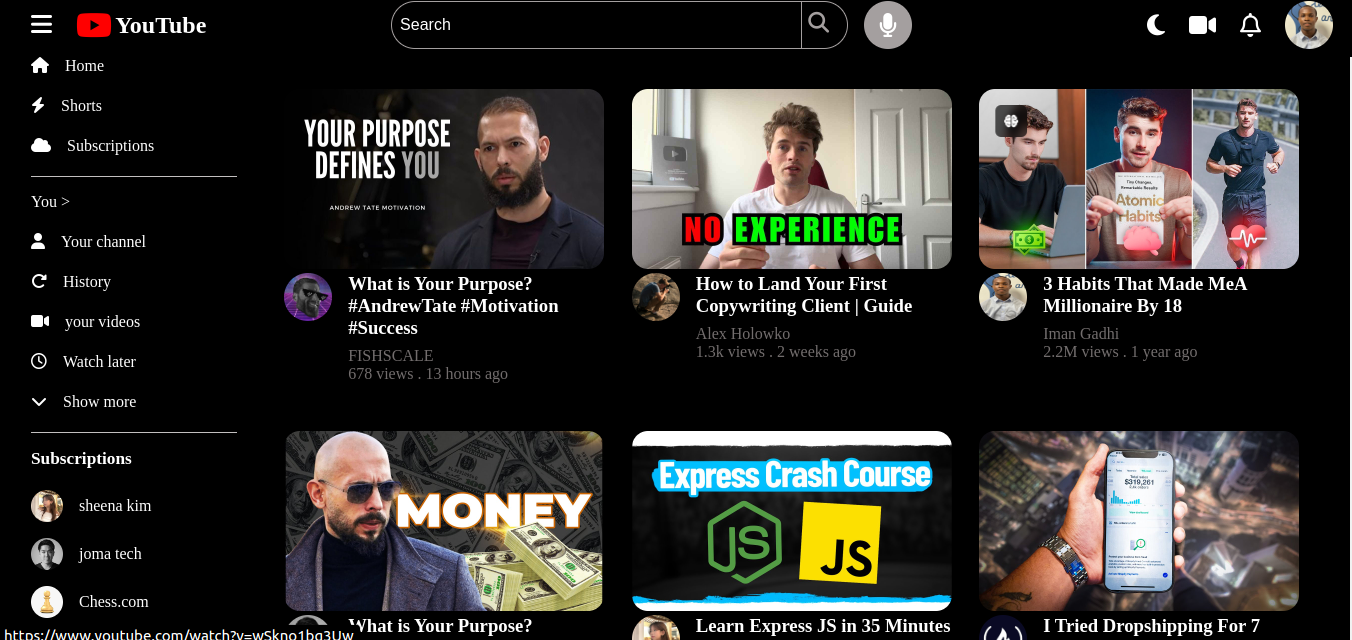 YouTube
Search
Home
Shorts
Subscriptions
You >
Your channel
History
your videos
Watch later
Show more
Subscriptions
sheena kim
joma tech
Chess.com
YOUR PURPOSE
DEFINES YOU
ANDREW TATE MOTIVATION
What is Your Purpose?
#AndrewTate #Motivation
#Success
FISHSCALE
678 views . 13 hours ago
NO EXPERIENCE
How to Land Your First
Copywriting Client | Guide
Alex Holowko
1.3k views . 2 weeks ago
Tiny Changes,
Remarkable Results
Atomic
Habits
3 Habits That Made MeA
Millionaire By 18
Iman Gadhi
2.2M views . 1 year ago
MONEY
What is Your Purpose?
Express Crash Course
JS
JS
Learn Express JS in 35 Minutes
$319,261
I Tried Dropshipping For 7
https://www.youtube.com/watch?v=wSkno1bg3Uw